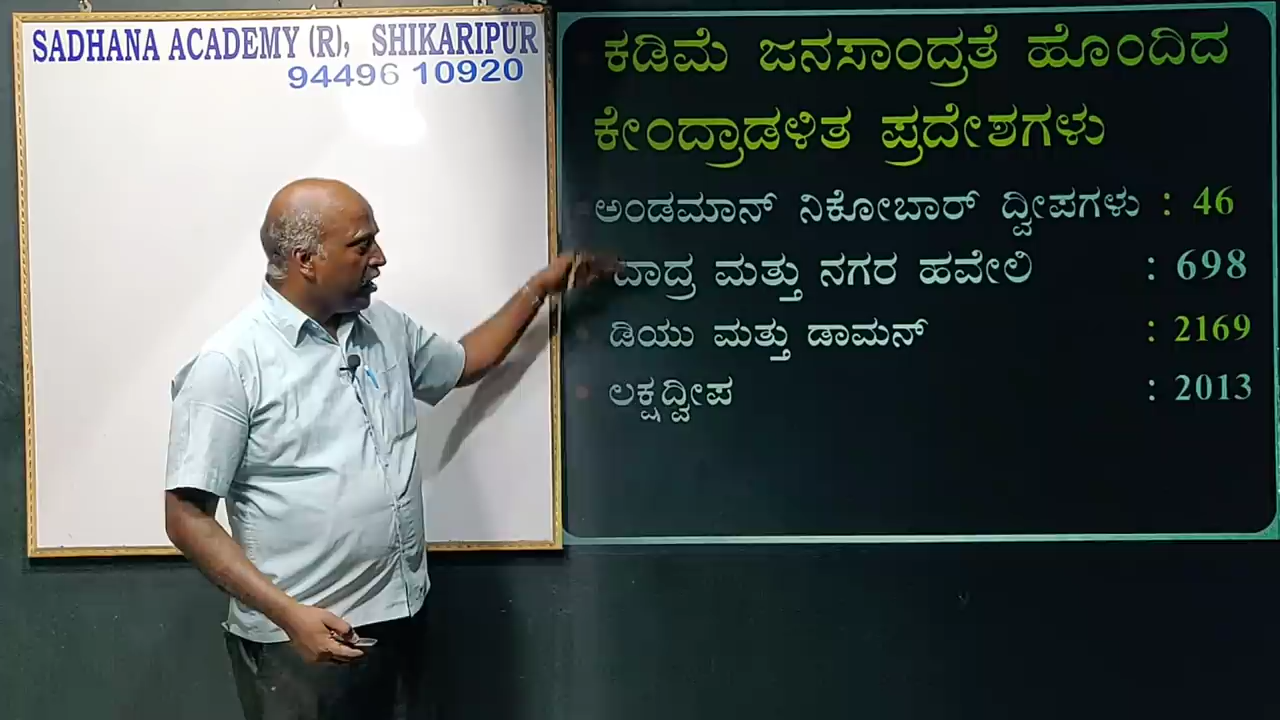 SADHANA ACADEMY (R), SHIKARIPUR
94496 10920
ಕಡಿಮೆ ಜನಸಾಂದ್ರತೆ ಹೊಂದಿದ
ಕೇಂದ್ರಾಡಳಿತ ಪ್ರದೇಶಗಳು
ಅಂಡಮಾನ್ ನಿಕೋಬಾರ್ ದ್ವೀಪಗಳು : 46
ದಾದ್ರ ಮತ್ತು ನಗರ ಹವೇಲಿ : 698
ಡಿಯು ಮತ್ತು ಡಾಮನ್ : 2169
ಲಕ್ಷದ್ವೀಪ : 2013